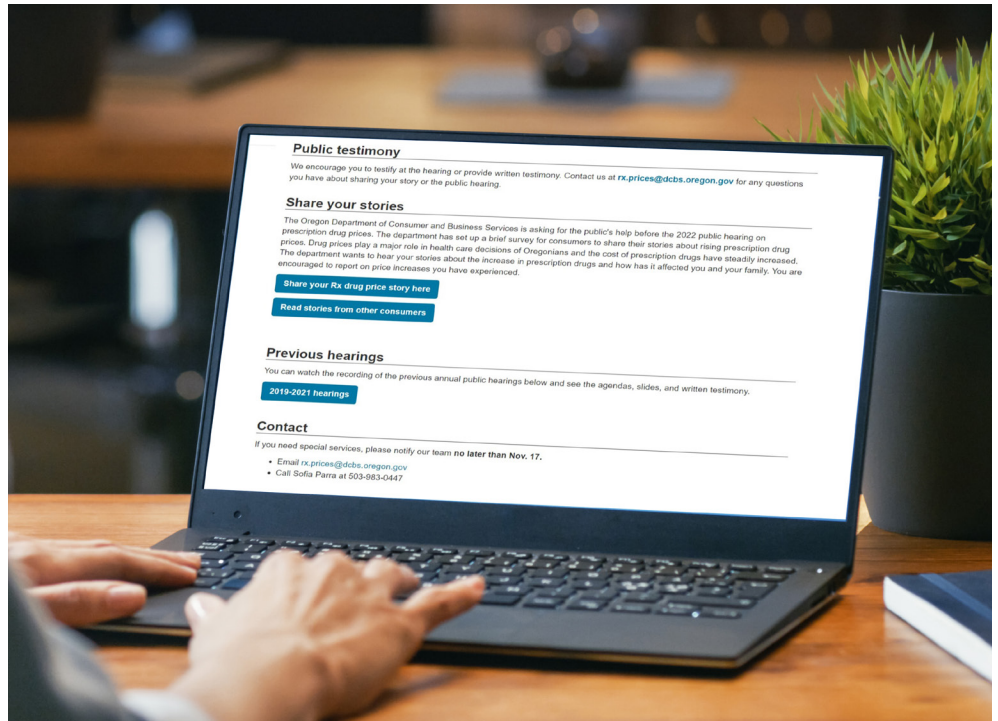 Public testimony
We encourage you to testify at the hearing or provide written testimony. Contact us at rx.prices@dcbs.oregon.gov for any questions
you have about sharing your story or the public hearing.
Share your stories
The Oregon Department of Consumer and Business Services is asking for the public's help before the 2022 public hearing on
prescription drug prices. The department has set up a brief survey for consumers to share their stories about rising prescription drug
prices. Drug prices play a major role in health care decisions of Oregonians and the cost of prescription drugs have steadily increased.
The department wants to hear your stories about the increase in prescription drugs and how has it affected you and your family. You are
encouraged to report on price increases you have experienced.
Share your Rx drug price story here
Read stories from other consumers
Previous hearings
You can watch the recording of the previous annual public hearings below and see the agendas, slides, and written testimony.
2019-2021 hearings
Contact
If you need special services, please notify our team no later than Nov. 17.
• Email rx.prices@dcbs.oregon.gov
• Call Sofia Parra at 503-983-0447